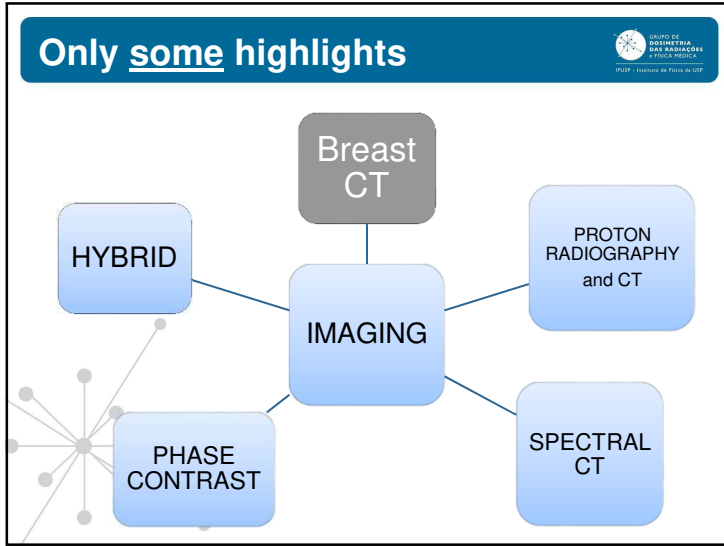 Only some highlights
GRUPO DE
DOSIMETRIA
DAS RADIAÇÕES
e FÍSICA MÉDICA
IFUSP - Instituto de Física da USP
Breast
CT
HYBRID
PROTON
RADIOGRAPHY
and CT
IMAGING
PHASE
CONTRAST
SPECTRAL
CT